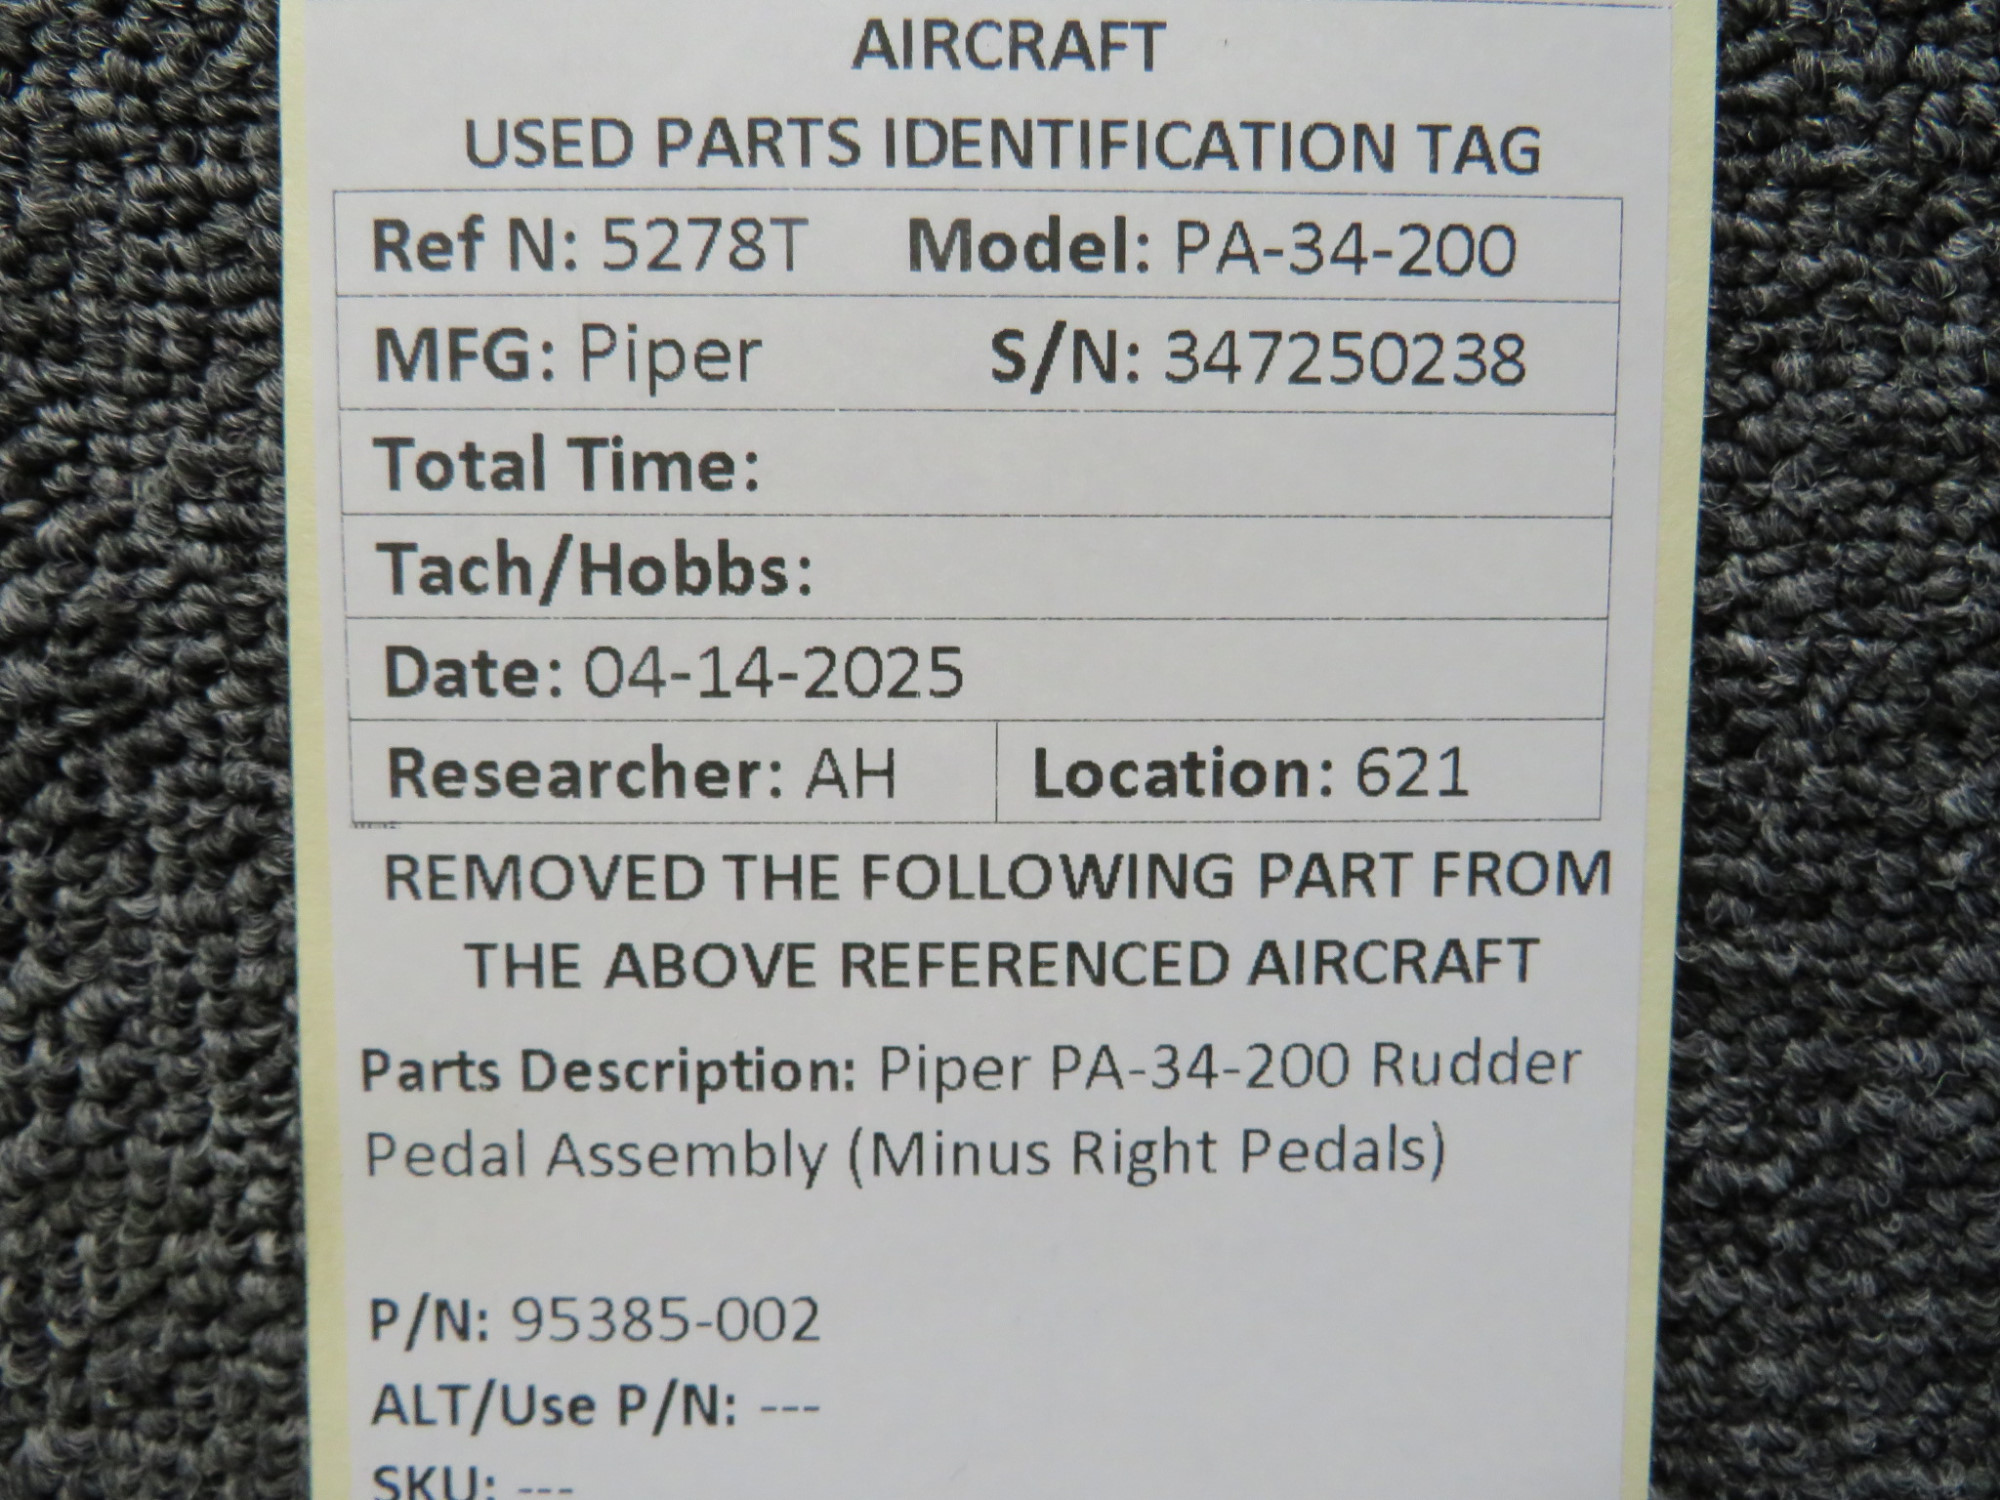 AIRCRAFT
USED PARTS IDENTIFICATION TAG
Ref N: 5278T Model: PA-34-200
MFG: Piper S/N: 347250238
Total Time:
Tach/Hobbs:
Date: 04-14-2025
Researcher: AH Location: 621
REMOVED THE FOLLOWING PART FROM
THE ABOVE REFERENCED AIRCRAFT
Parts Description: Piper PA-34-200 Rudder
Pedal Assembly (Minus Right Pedals)
P/N: 95385-002
ALT/Use P/N: ---
SKU: ---